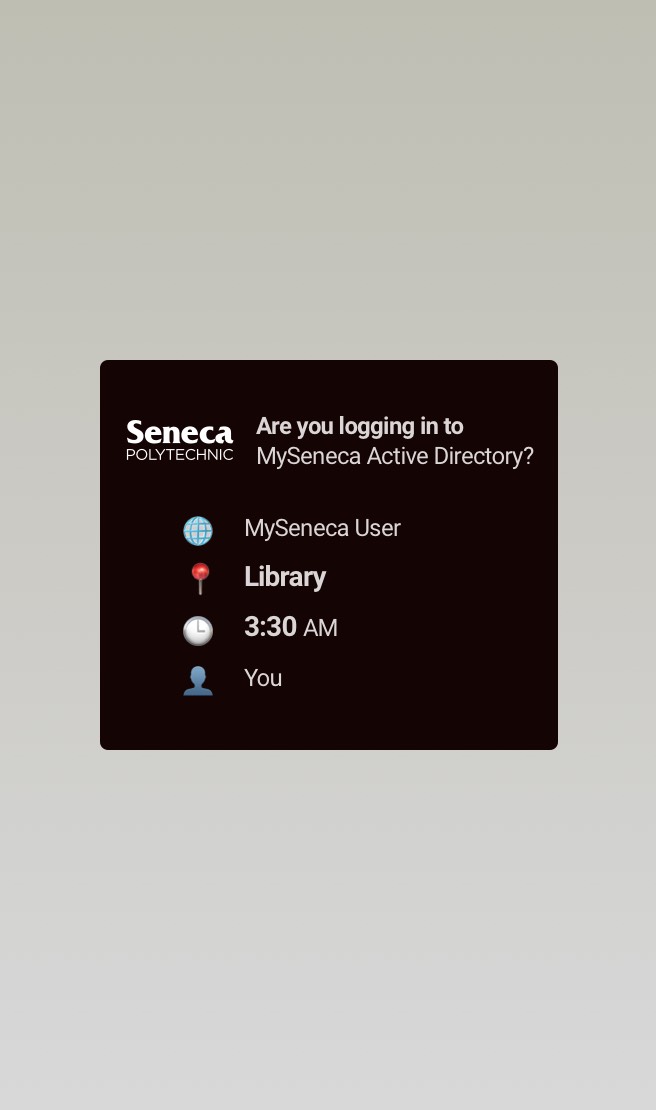 Seneca
POLYTECHNIC
Are you logging in to
MySeneca Active Directory?
MySeneca User
Library
3:30 AM
You